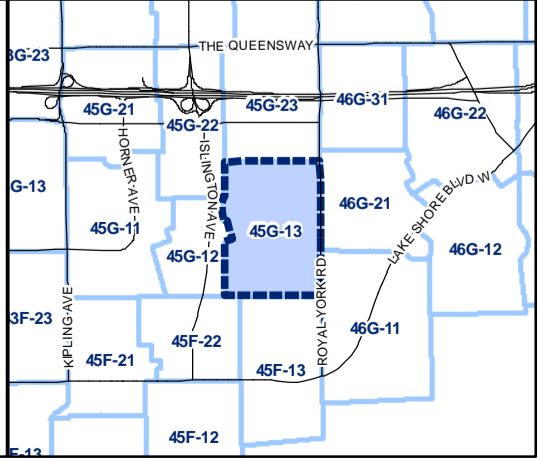 THE QUEENSWAY
3G-23
45G-21
45G-23
46G-31
46G-22
45G-22
HORNER AVE
ISLINGTON AVE
G-13
LAKE SHORE BLVD W
46G-21
45G-11
45G-13
45G-12
46G-12
ROYAL YORK RD
KIPLING AVE
3F-23
46G-11
45F-22
45F-21
45F-13
45F-12
F-13